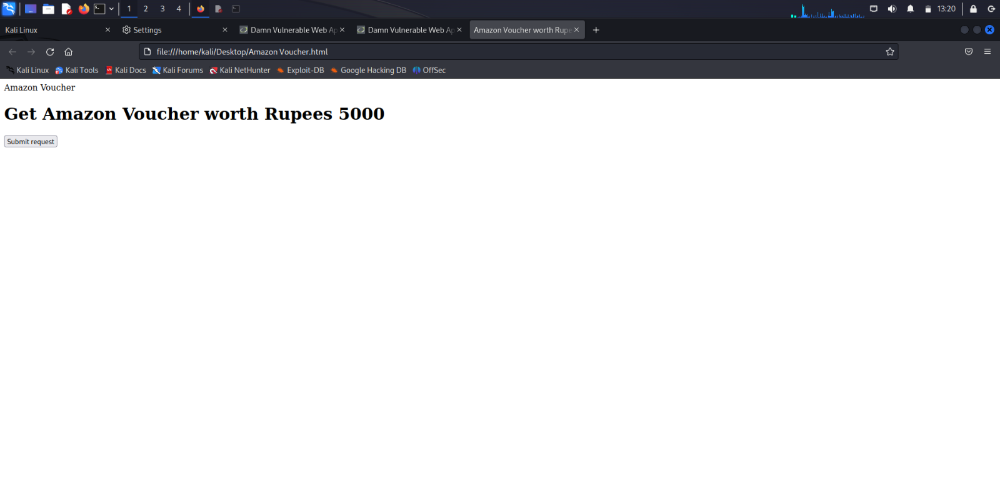 1 2 3 4 13:20
Kali Linux Settings Damn Vulnerable Web Ap Damn Vulnerable Web Ap Amazon Voucher worth Rupe
file:///home/kali/Desktop/Amazon Voucher.html
Kali Linux Kali Tools Kali Docs Kali Forums Kali NetHunter Exploit-DB Google Hacking DB OffSec
Amazon Voucher
Get Amazon Voucher worth Rupees 5000
Submit request